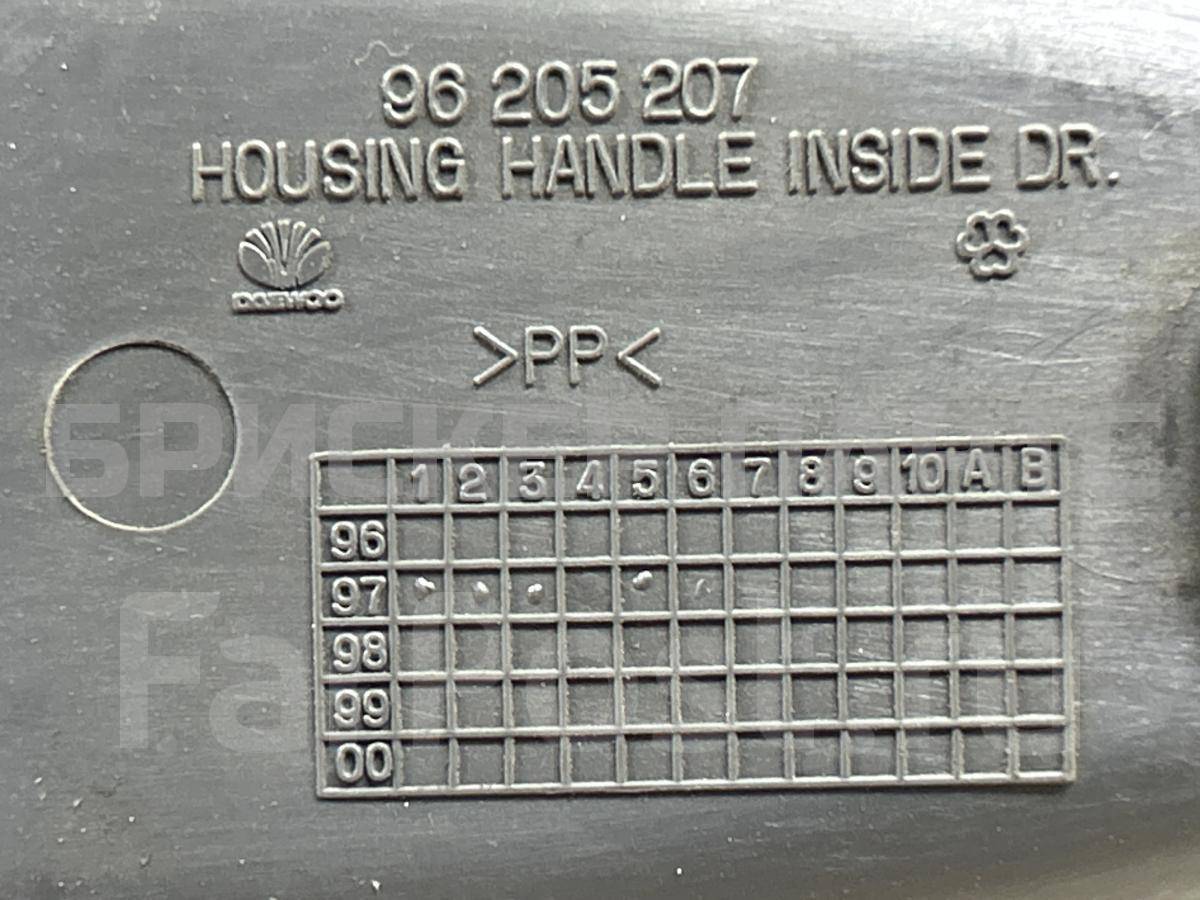 96 205 207
HOUSING HANDLE INSIDE DR.
DAEWOO
>PP<
1 2 3 4 5 6 7 8 9 10 A B
96
97
98
99
00